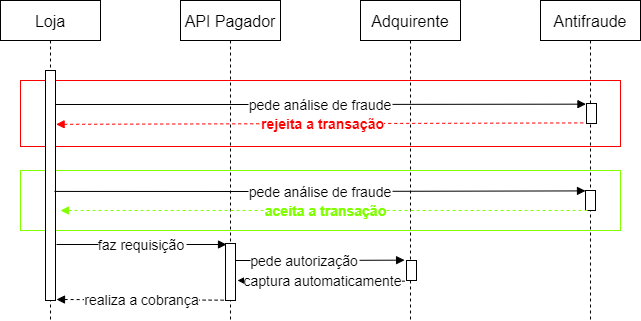 Loja
API Pagador
Adquirente
Antifraude
pede análise de fraude
rejeita a transação
pede análise de fraude
aceita a transação
faz requisição
pede autorização
captura automaticamente
realiza a cobrança